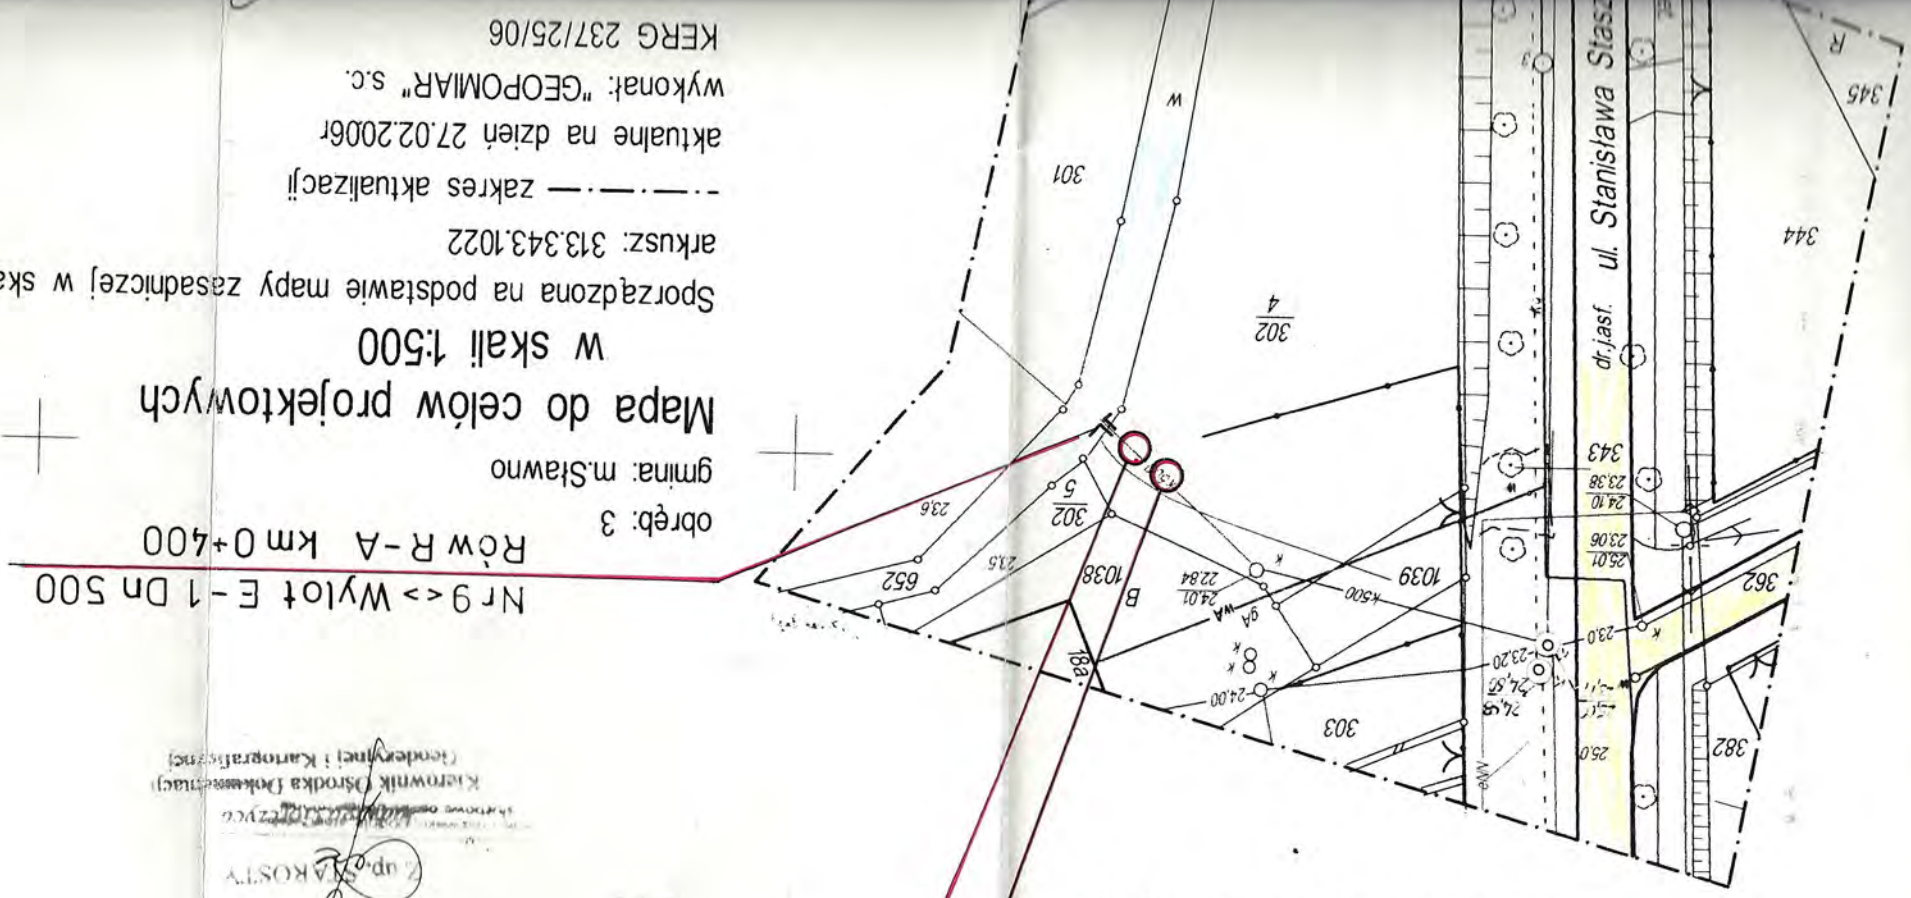 Z up. STAROSTY
Kierownik Ośrodka Dokumentacji
Geodezyjnej i Kartograficznej
Nr 9 <> Wylot E-1 Dn 500
Rów R-A km 0+400
obręb: 3
gmina: m.Sławno
Mapa do celów projektowych
w skali 1:500
Sporządzona na podstawie mapy zasadniczej w ska
arkusz: 313.343.1022
zakres aktualizacji
aktualne na dzień 27.02.2006r
wykonał: "GEOPOMIAR" s.c.
KERG 237/25/06
382
25.0
eNN
303
24.00
18a
k
k
k
23.20
23.0
k
362
gA
wA
24.01
22.84
k
k500
1039
B
1038
652
23.5
23.6
302
5
25.01
23.06
24.10
23.38
343
302
4
344
301
w
345
R
dr.j.asf.
ul. Stanisława Stasz